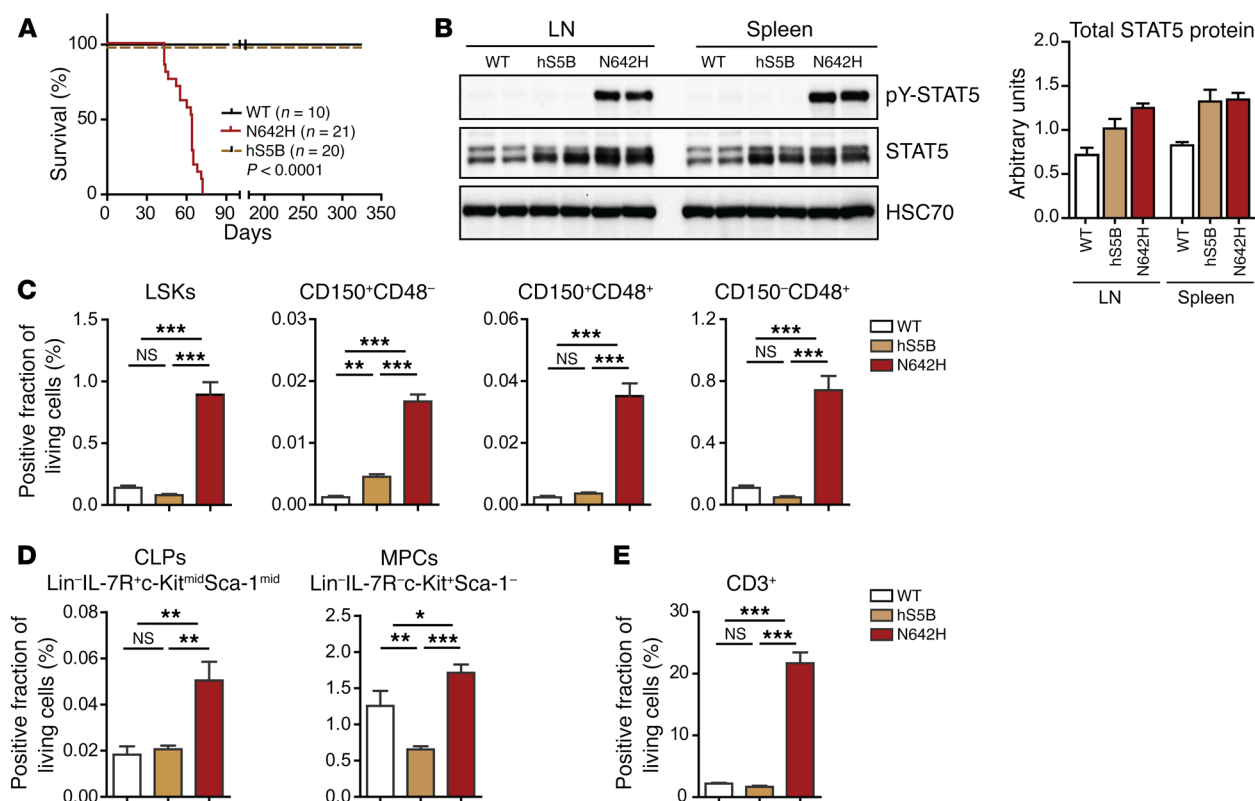 A
100
50
0
Survival (%)
0 30 60 90 200 250 300 350
Days
WT (n = 10)
N642H (n = 21)
hS5B (n = 20)
P < 0.0001
B
LN Spleen
WT hS5B N642H WT hS5B N642H
pY-STAT5
STAT5
HSC70
Total STAT5 protein
Arbitrary units
2.0
1.5
1.0
0.5
0.0
WT hS5B N642H WT hS5B N642H
LN Spleen
C
LSKs
Positive fraction of
living cells (%)
1.5
1.0
0.5
0.0
***
NS ***
CD150+CD48–
0.03
0.02
0.01
0.00
***
** ***
CD150+CD48+
0.06
0.04
0.02
0.00
***
NS ***
CD150–CD48+
1.2
0.8
0.4
0.0
***
NS ***
WT
hS5B
N642H
D
CLPs
Lin–IL-7R+c-KitmidSca-1mid
Positive fraction of
living cells (%)
0.08
0.06
0.04
0.02
0.00
**
NS **
MPCs
Lin–IL-7R–c-Kit+Sca-1–
2.5
2.0
1.5
1.0
0.5
0.0
*
** ***
E
CD3+
Positive fraction of
living cells (%)
30
20
10
0
***
NS ***
WT
hS5B
N642H